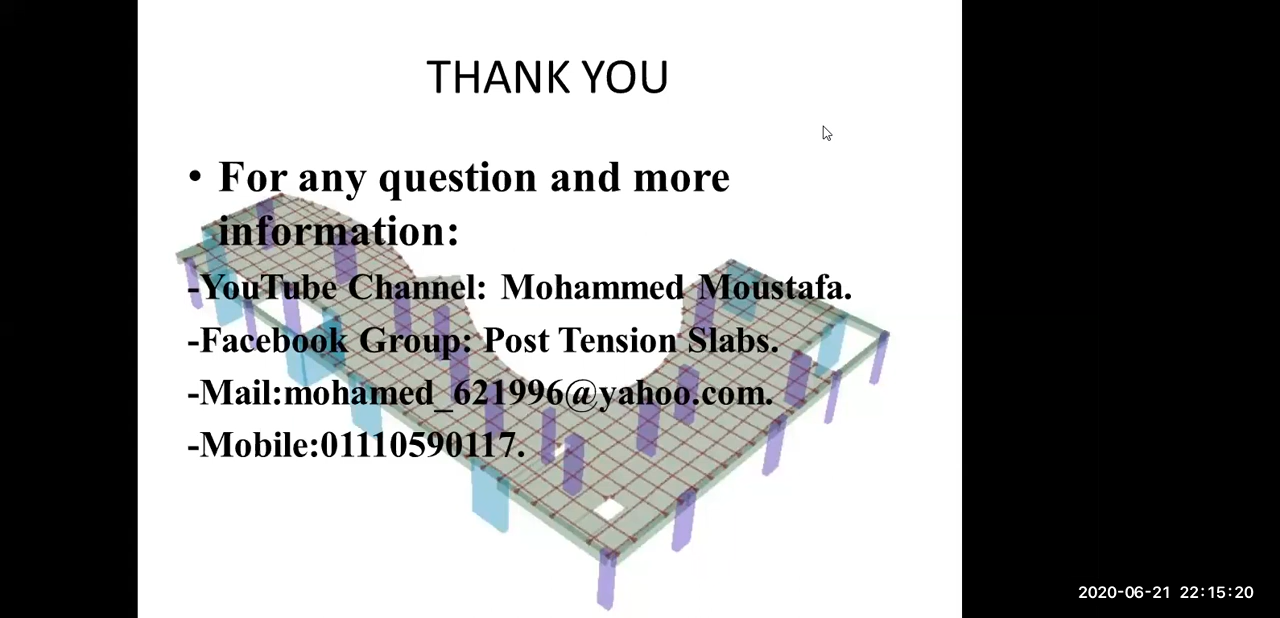 THANK YOU
• For any question and more
information:
-YouTube Channel: Mohammed Moustafa.
-Facebook Group: Post Tension Slabs.
-Mail:mohamed_621996@yahoo.com.
-Mobile:01110590117.
2020-06-21 22:15:20